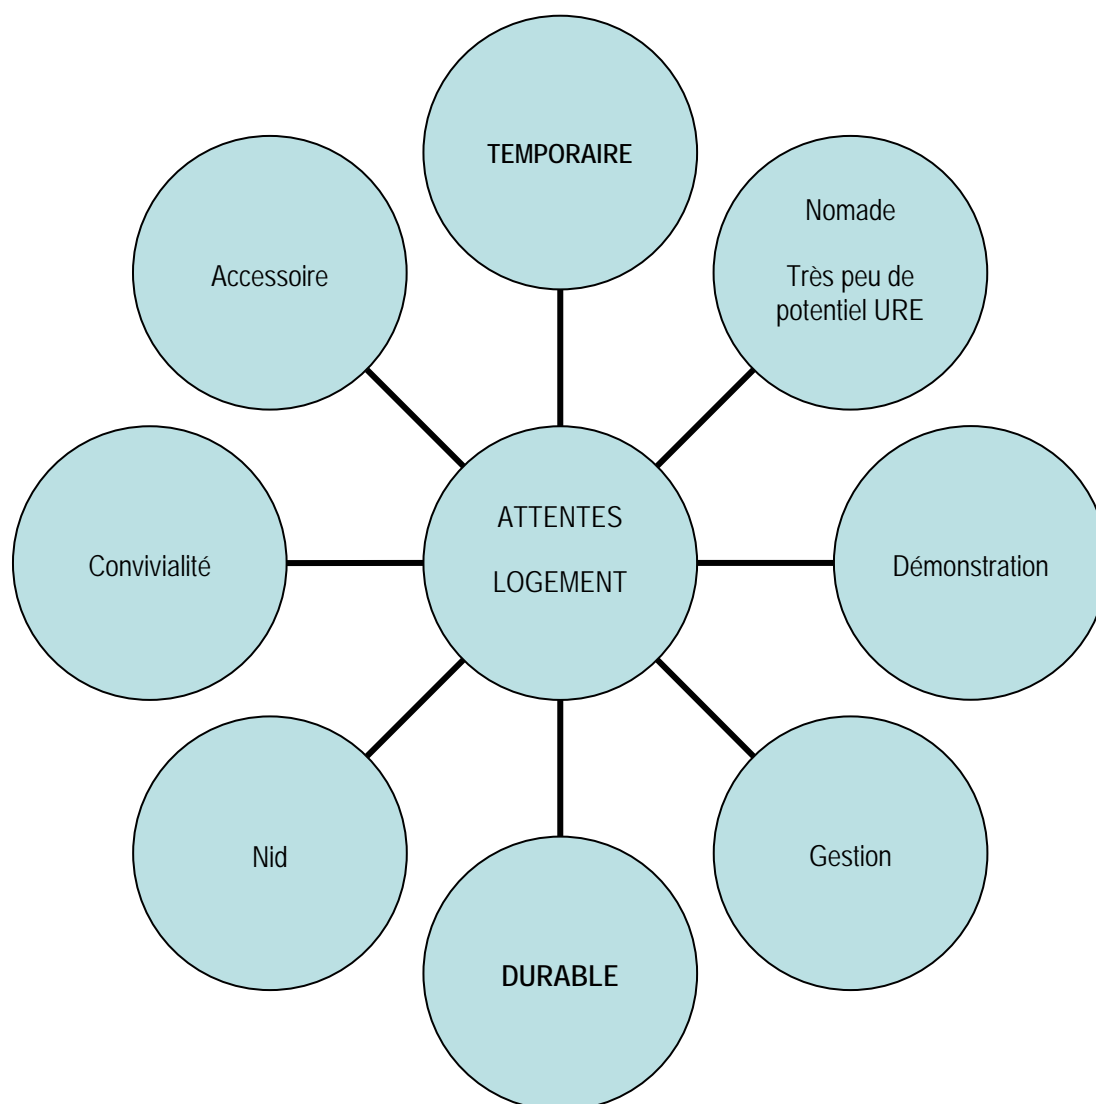 TEMPORAIRE
Nomade
Très peu de
potentiel URE
Accessoire
ATTENTES
LOGEMENT
Convivialité
Démonstration
Nid
Gestion
DURABLE